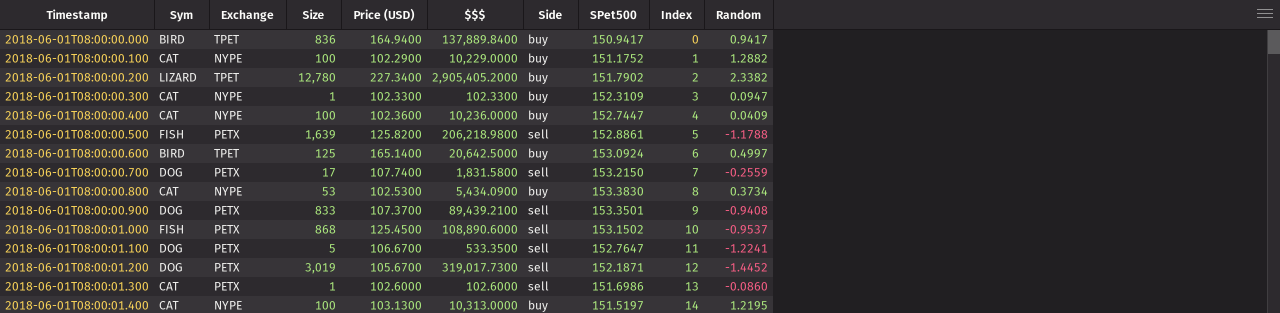 Timestamp Sym Exchange Size Price (USD) $$$ Side SPet500 Index Random
2018-06-01T08:00:00.000 BIRD TPET 836 164.9400 137,889.8400 buy 150.9417 0 0.9417
2018-06-01T08:00:00.100 CAT NYPE 100 102.2900 10,229.0000 buy 151.1752 1 1.2882
2018-06-01T08:00:00.200 LIZARD TPET 12,780 227.3400 2,905,405.2000 buy 151.7902 2 2.3382
2018-06-01T08:00:00.300 CAT NYPE 1 102.3300 102.3300 buy 152.3109 3 0.0947
2018-06-01T08:00:00.400 CAT NYPE 100 102.3600 10,236.0000 buy 152.7447 4 0.0409
2018-06-01T08:00:00.500 FISH PETX 1,639 125.8200 206,218.9800 sell 152.8861 5 -1.1788
2018-06-01T08:00:00.600 BIRD TPET 125 165.1400 20,642.5000 buy 153.0924 6 0.4997
2018-06-01T08:00:00.700 DOG PETX 17 107.7400 1,831.5800 sell 153.2150 7 -0.2559
2018-06-01T08:00:00.800 CAT NYPE 53 102.5300 5,434.0900 buy 153.3830 8 0.3734
2018-06-01T08:00:00.900 DOG PETX 833 107.3700 89,439.2100 sell 153.3501 9 -0.9408
2018-06-01T08:00:01.000 FISH PETX 868 125.4500 108,890.6000 sell 153.1502 10 -0.9537
2018-06-01T08:00:01.100 DOG PETX 5 106.6700 533.3500 sell 152.7647 11 -1.2241
2018-06-01T08:00:01.200 DOG PETX 3,019 105.6700 319,017.7300 sell 152.1871 12 -1.4452
2018-06-01T08:00:01.300 CAT PETX 1 102.6000 102.6000 sell 151.6986 13 -0.0860
2018-06-01T08:00:01.400 CAT NYPE 100 103.1300 10,313.0000 buy 151.5197 14 1.2195